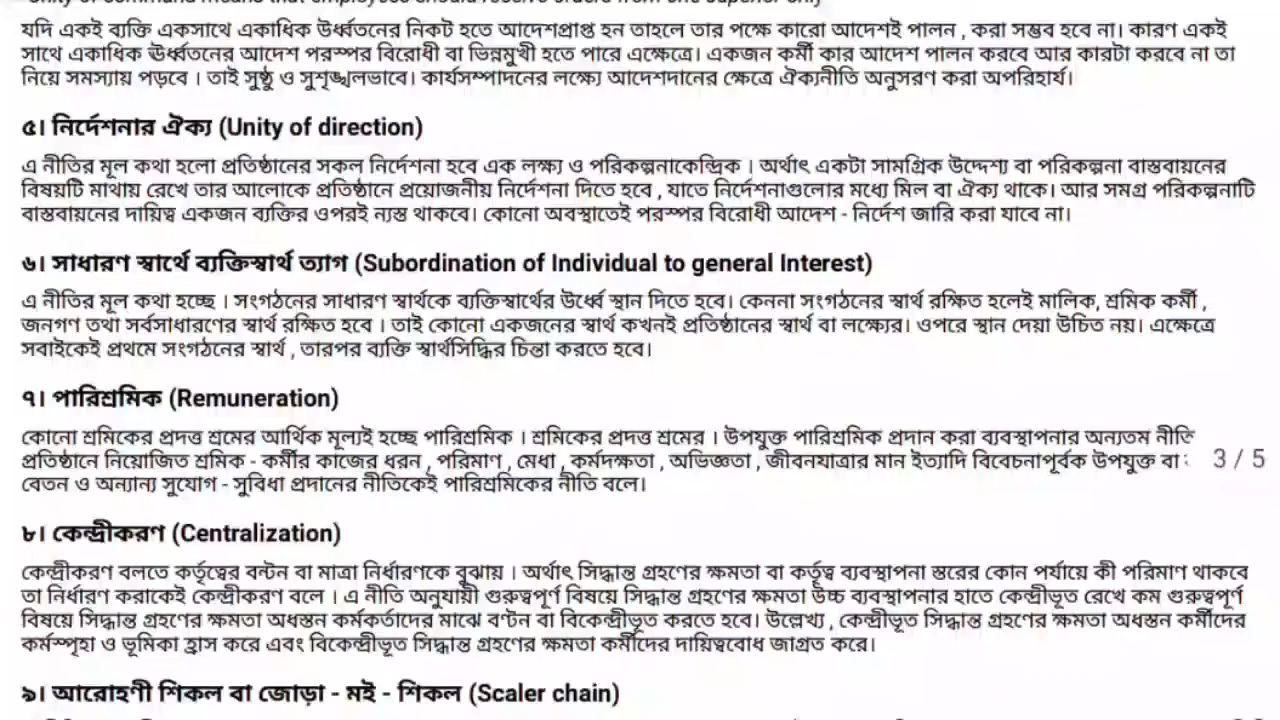 যদি একই ব্যক্তি একসাথে একাধিক উর্ধ্বতনের নিকট হতে আদেশপ্রাপ্ত হন তাহলে তার পক্ষে কারো আদেশই পালন , করা সম্ভব হবে না। কারণ একই
সাথে একাধিক ঊর্ধ্বতনের আদেশ পরস্পর বিরোধী বা ভিন্নমুখী হতে পারে এক্ষেত্রে। একজন কর্মী কার আদেশ পালন করবে আর কারটা করবে না তা
নিয়ে সমস্যায় পড়বে । তাই সুষ্ঠু ও সুশৃঙ্খলভাবে। কার্যসম্পাদনের লক্ষ্যে আদেশদানের ক্ষেত্রে ঐক্যনীতি অনুসরণ করা অপরিহার্য।
৫। নির্দেশনার ঐক্য (Unity of direction)
এ নীতির মূল কথা হলো প্রতিষ্ঠানের সকল নির্দেশনা হবে এক লক্ষ্য ও পরিকল্পনাকেন্দ্রিক । অর্থাৎ একটা সামগ্রিক উদ্দেশ্য বা পরিকল্পনা বাস্তবায়নের
বিষয়টি মাথায় রেখে তার আলোকে প্রতিষ্ঠানে প্রয়োজনীয় নির্দেশনা দিতে হবে , যাতে নির্দেশনাগুলোর মধ্যে মিল বা ঐক্য থাকে। আর সমগ্র পরিকল্পনাটি
বাস্তবায়নের দায়িত্ব একজন ব্যক্তির ওপরই ন্যস্ত থাকবে। কোনো অবস্থাতেই পরস্পর বিরোধী আদেশ - নির্দেশ জারি করা যাবে না।
৬। সাধারণ স্বার্থে ব্যক্তিস্বার্থ ত্যাগ (Subordination of Individual to general Interest)
এ নীতির মূল কথা হচ্ছে । সংগঠনের সাধারণ স্বার্থকে ব্যক্তিস্বার্থের উর্ধ্বে স্থান দিতে হবে। কেননা সংগঠনের স্বার্থ রক্ষিত হলেই মালিক, শ্রমিক কর্মী ,
জনগণ তথা সর্বসাধারণের স্বার্থ রক্ষিত হবে । তাই কোনো একজনের স্বার্থ কখনই প্রতিষ্ঠানের স্বার্থ বা লক্ষ্যের। ওপরে স্থান দেয়া উচিত নয়। এক্ষেত্রে
সবাইকেই প্রথমে সংগঠনের স্বার্থ , তারপর ব্যক্তি স্বার্থসিদ্ধির চিন্তা করতে হবে।
৭। পারিশ্রমিক (Remuneration)
কোনো শ্রমিকের প্রদত্ত শ্রমের আর্থিক মূল্যই হচ্ছে পারিশ্রমিক । শ্রমিকের প্রদত্ত শ্রমের । উপযুক্ত পারিশ্রমিক প্রদান করা ব্যবস্থাপনার অন্যতম নীতি
প্রতিষ্ঠানে নিয়োজিত শ্রমিক - কর্মীর কাজের ধরন , পরিমাণ , মেধা , কর্মদক্ষতা , অভিজ্ঞতা , জীবনযাত্রার মান ইত্যাদি বিবেচনাপূর্বক উপযুক্ত বা 3 / 5
বেতন ও অন্যান্য সুযোগ - সুবিধা প্রদানের নীতিকেই পারিশ্রমিকের নীতি বলে।
৮। কেন্দ্রীকরণ (Centralization)
কেন্দ্রীকরণ বলতে কর্তৃত্বের বন্টন বা মাত্রা নির্ধারণকে বুঝায় । অর্থাৎ সিদ্ধান্ত গ্রহণের ক্ষমতা বা কর্তৃত্ব ব্যবস্থাপনা স্তরের কোন পর্যায়ে কী পরিমাণ থাকবে
তা নির্ধারণ করাকেই কেন্দ্রীকরণ বলে । এ নীতি অনুযায়ী গুরুত্বপূর্ণ বিষয়ে সিদ্ধান্ত গ্রহণের ক্ষমতা উচ্চ ব্যবস্থাপনার হাতে কেন্দ্রীভূত রেখে কম গুরুত্বপূর্ণ
বিষয়ে সিদ্ধান্ত গ্রহণের ক্ষমতা অধস্তন কর্মকর্তাদের মাঝে বণ্টন বা বিকেন্দ্রীভূত করতে হবে। উল্লেখ্য , কেন্দ্রীভূত সিদ্ধান্ত গ্রহণের ক্ষমতা অধস্তন কর্মীদের
কর্মস্পৃহা ও ভূমিকা হ্রাস করে এবং বিকেন্দ্রীভূত সিদ্ধান্ত গ্রহণের ক্ষমতা কর্মীদের দায়িত্ববোধ জাগ্রত করে।
৯। আরোহণী শিকল বা জোড়া - মই - শিকল (Scaler chain)